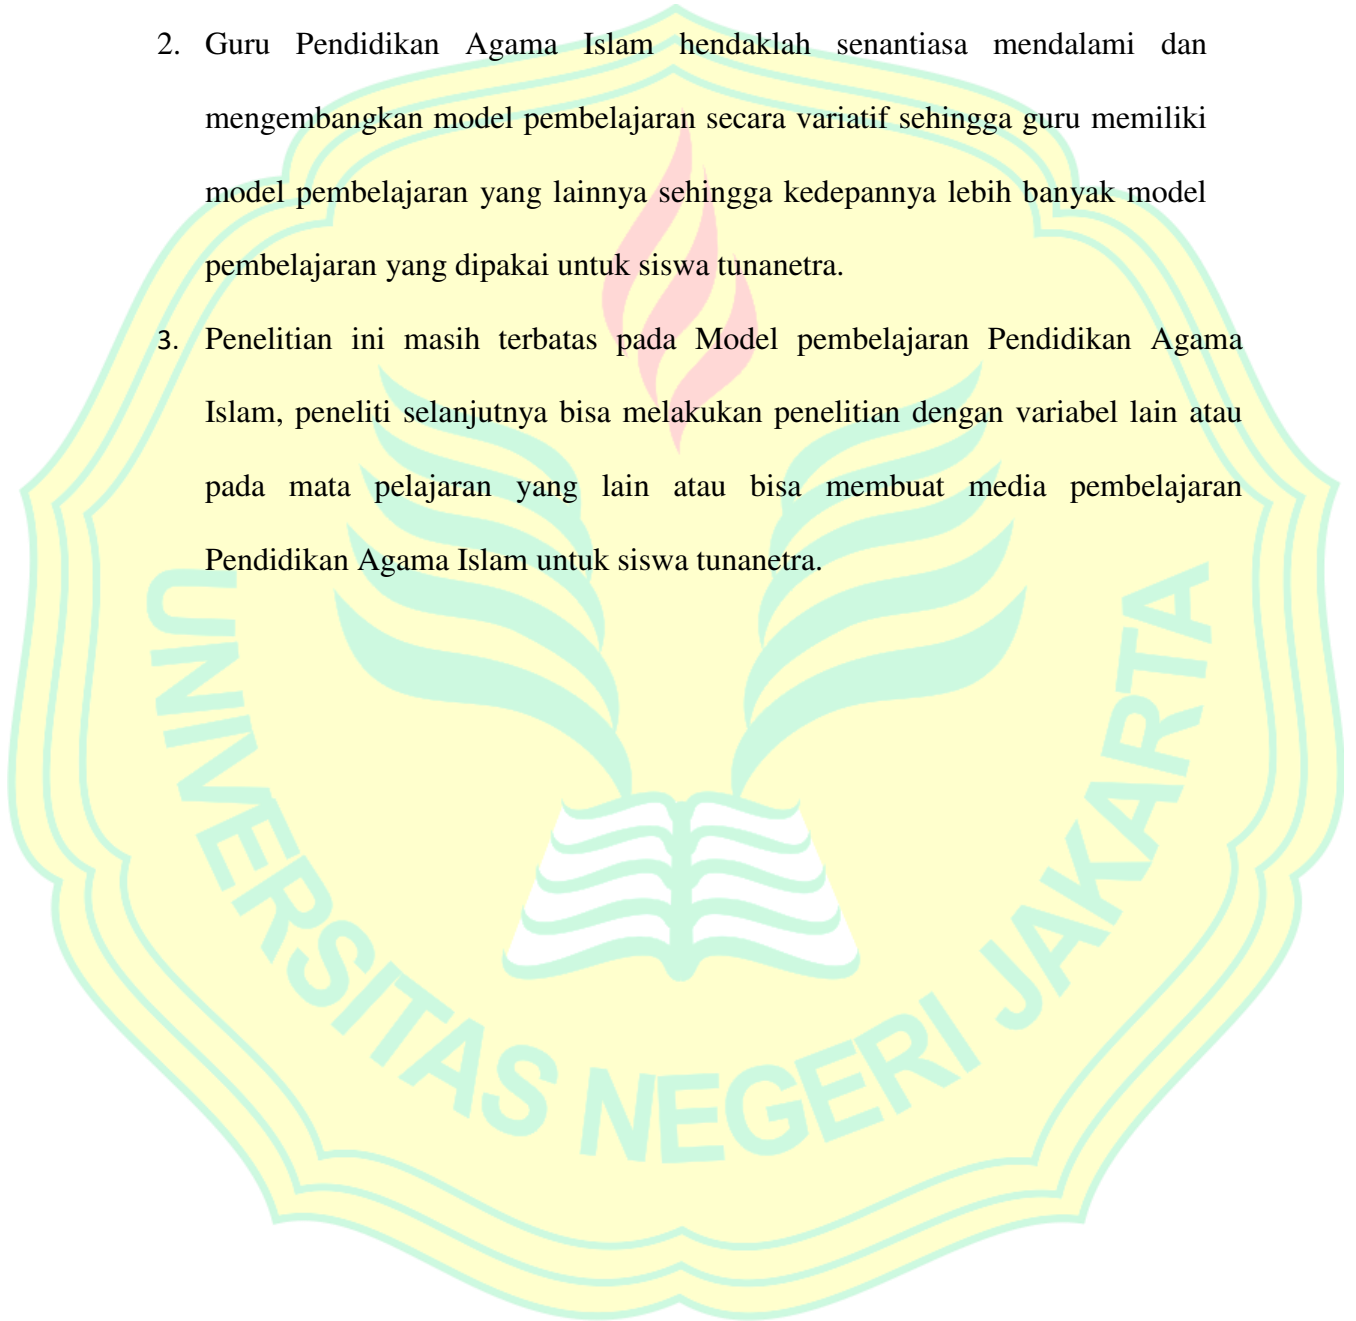 2. Guru Pendidikan Agama Islam hendaklah senantiasa mendalami dan
mengembangkan model pembelajaran secara variatif sehingga guru memiliki
model pembelajaran yang lainnya sehingga kedepannya lebih banyak model
pembelajaran yang dipakai untuk siswa tunanetra.
3. Penelitian ini masih terbatas pada Model pembelajaran Pendidikan Agama
Islam, peneliti selanjutnya bisa melakukan penelitian dengan variabel lain atau
pada mata pelajaran yang lain atau bisa membuat media pembelajaran
Pendidikan Agama Islam untuk siswa tunanetra.
UNIVERSITAS NEGERI JAKARTA